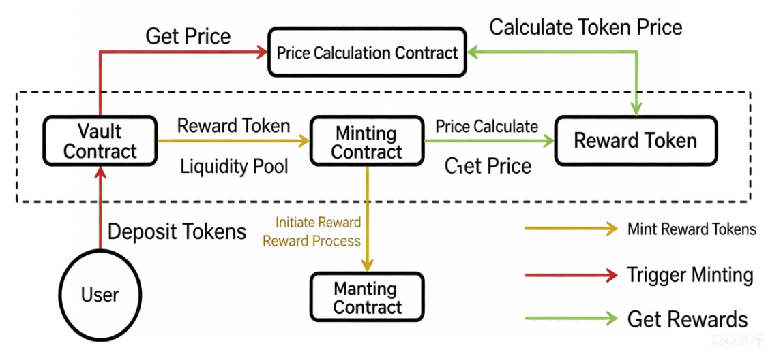 Get Price
Calculate Token Price
Price Calculation Contract
Vault
Contract
Reward Token
Liquidity Pool
Minting
Contract
Price Calculate
C₁et Price
Reward Token
Deposit Tokens
Initiate Reward
Reward Process
User
Manting
Contract
Mint Reward Tokens
Trigger Minting
Get Rewards